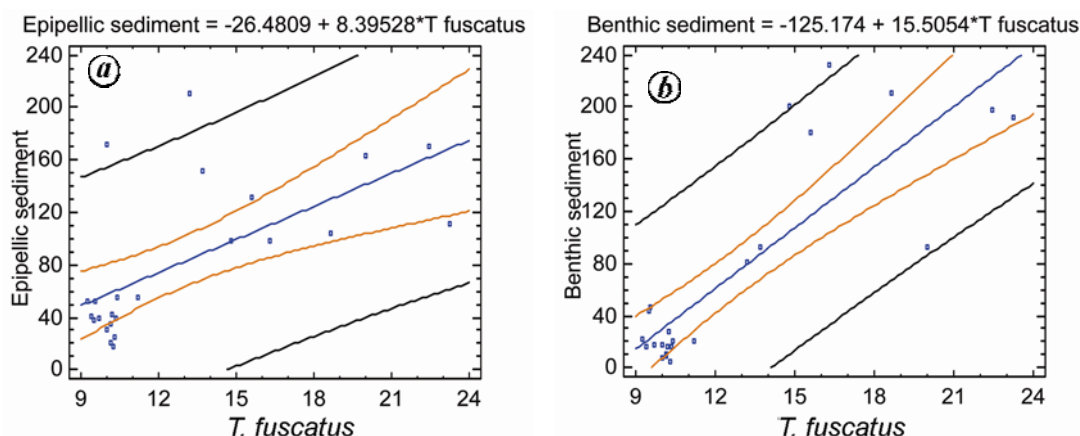 Epipellic sediment = -26.4809 + 8.39528*T fuscatus
a
Epipellic sediment
240
200
160
120
80
40
0
9 12 15 18 21 24
T. fuscatus
Benthic sediment = -125.174 + 15.5054*T fuscatus
b
Benthic sediment
240
200
160
120
80
40
0
9 12 15 18 21 24
T. fuscatus